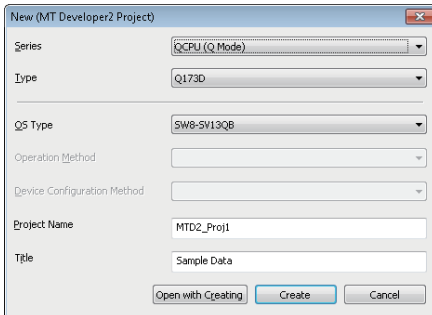 New (MT Developer2 Project)
Series QCPU (Q Mode)
Type Q173D
OS Type SW8-SV13QB
Operation Method
Device Configuration Method
Project Name MTD2_Proj1
Title Sample Data
Open with Creating Create Cancel